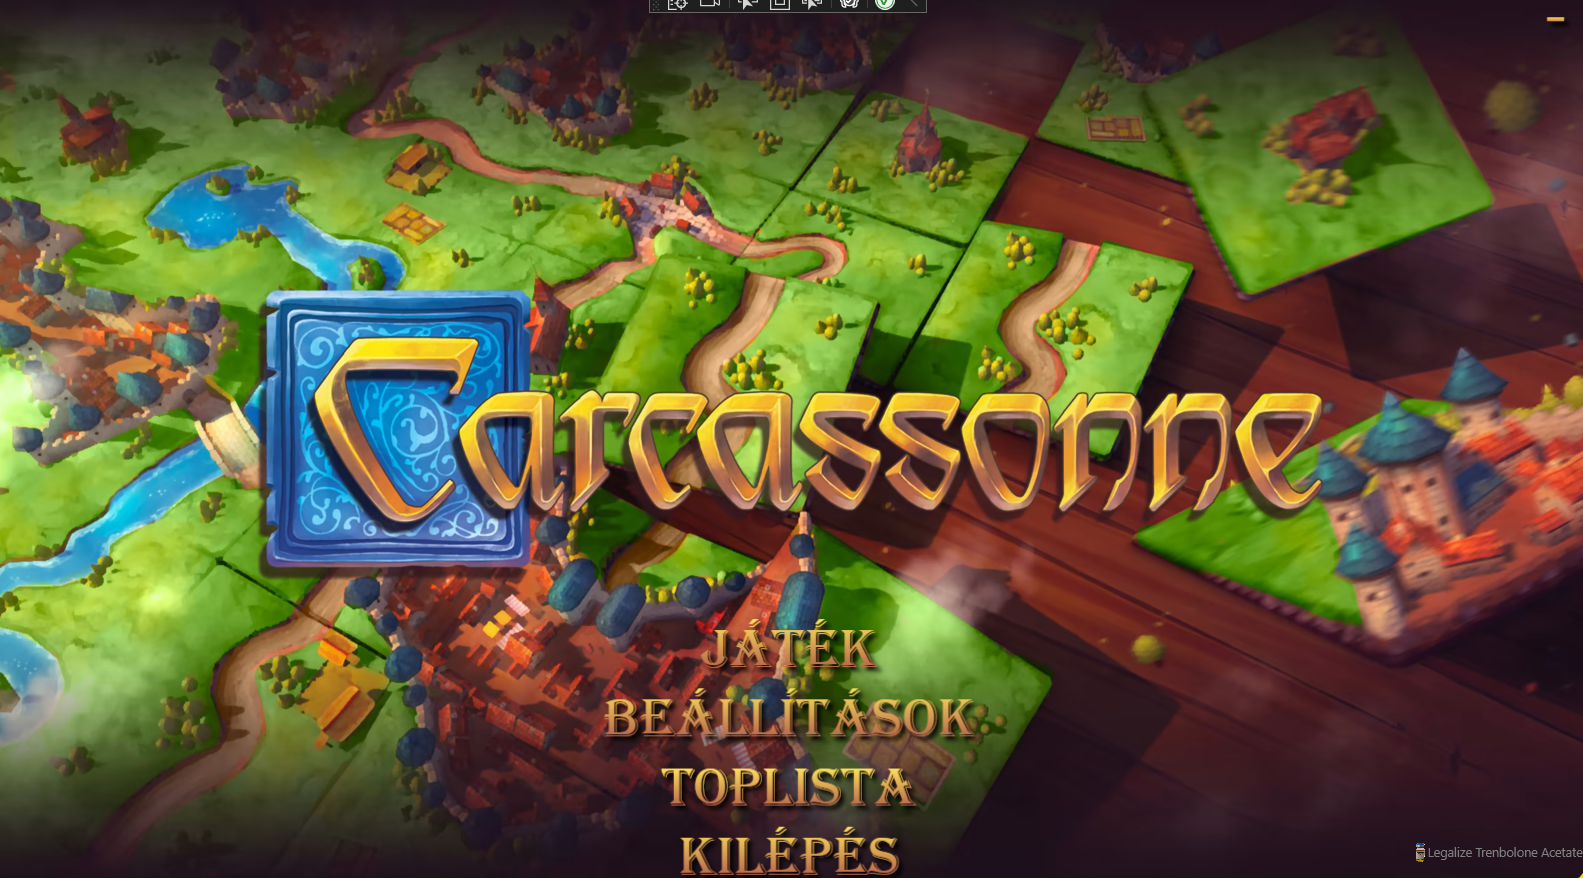 Carcassonne
JÁTÉK
BEÁLLÍTÁSOK
TOPLISTA
KILÉPÉS
Legalize Trenbolone Acetate